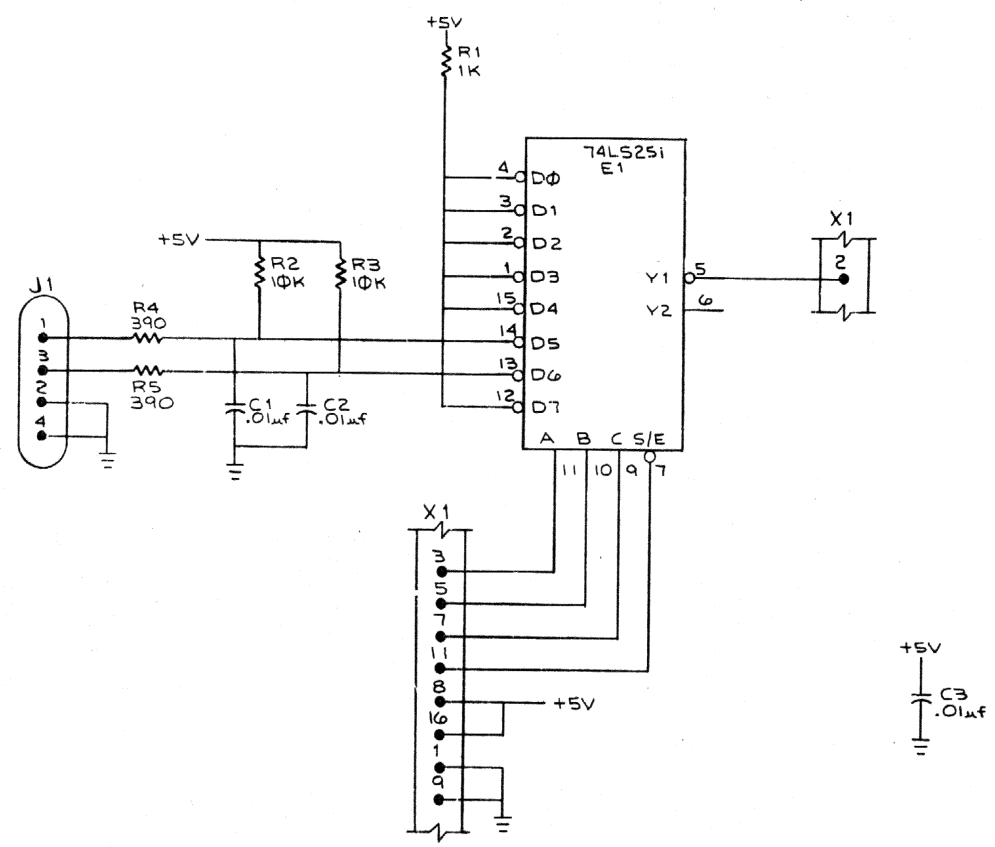 +5V
R1
1K
74LS251
E1
4 DØ
3 D1
2 D2
1 D3
15 D4
14 D5
13 D6
12 D7
Y1 5
Y2 6
A B C S/E
11 10 9 7
X1
2
+5V
R2
1ØK
R3
1ØK
J1
1
3
2
4
R4
390
R5
390
C1
.01µf
C2
.01µf
X1
3
5
7
11
8
16
1
9
+5V
+5V
C3
.01µf